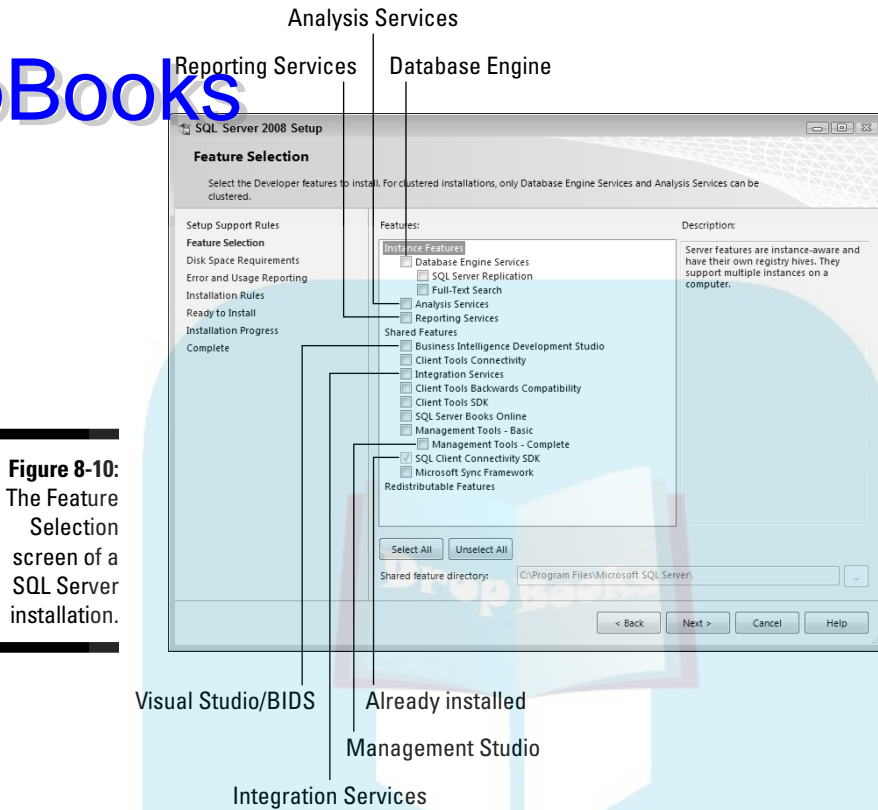 Analysis Services
Reporting Services
Database Engine
pBooks
SQL Server 2008 Setup
Feature Selection
Select the Developer features to install. For clustered installations, only Database Engine Services and Analysis Services can be
clustered.
Setup Support Rules
Feature Selection
Disk Space Requirements
Error and Usage Reporting
Installation Rules
Ready to Install
Installation Progress
Complete
Features:
Instance Features
Database Engine Services
SQL Server Replication
Full-Text Search
Analysis Services
Reporting Services
Shared Features
Business Intelligence Development Studio
Client Tools Connectivity
Integration Services
Client Tools Backwards Compatibility
Client Tools SDK
SQL Server Books Online
Management Tools - Basic
Management Tools - Complete
SQL Client Connectivity SDK
Microsoft Sync Framework
Redistributable Features
Description:
Server features are instance-aware and
have their own registry hives. They
support multiple instances on a
computer.
Select All
Unselect All
Shared feature directory:
C:\Program Files\Microsoft SQL Server\
...
DropBooks
< Back
Next >
Cancel
Help
Figure 8-10:
The Feature
Selection
screen of a
SQL Server
installation.
Visual Studio/BIDS
Already installed
Management Studio
Integration Services